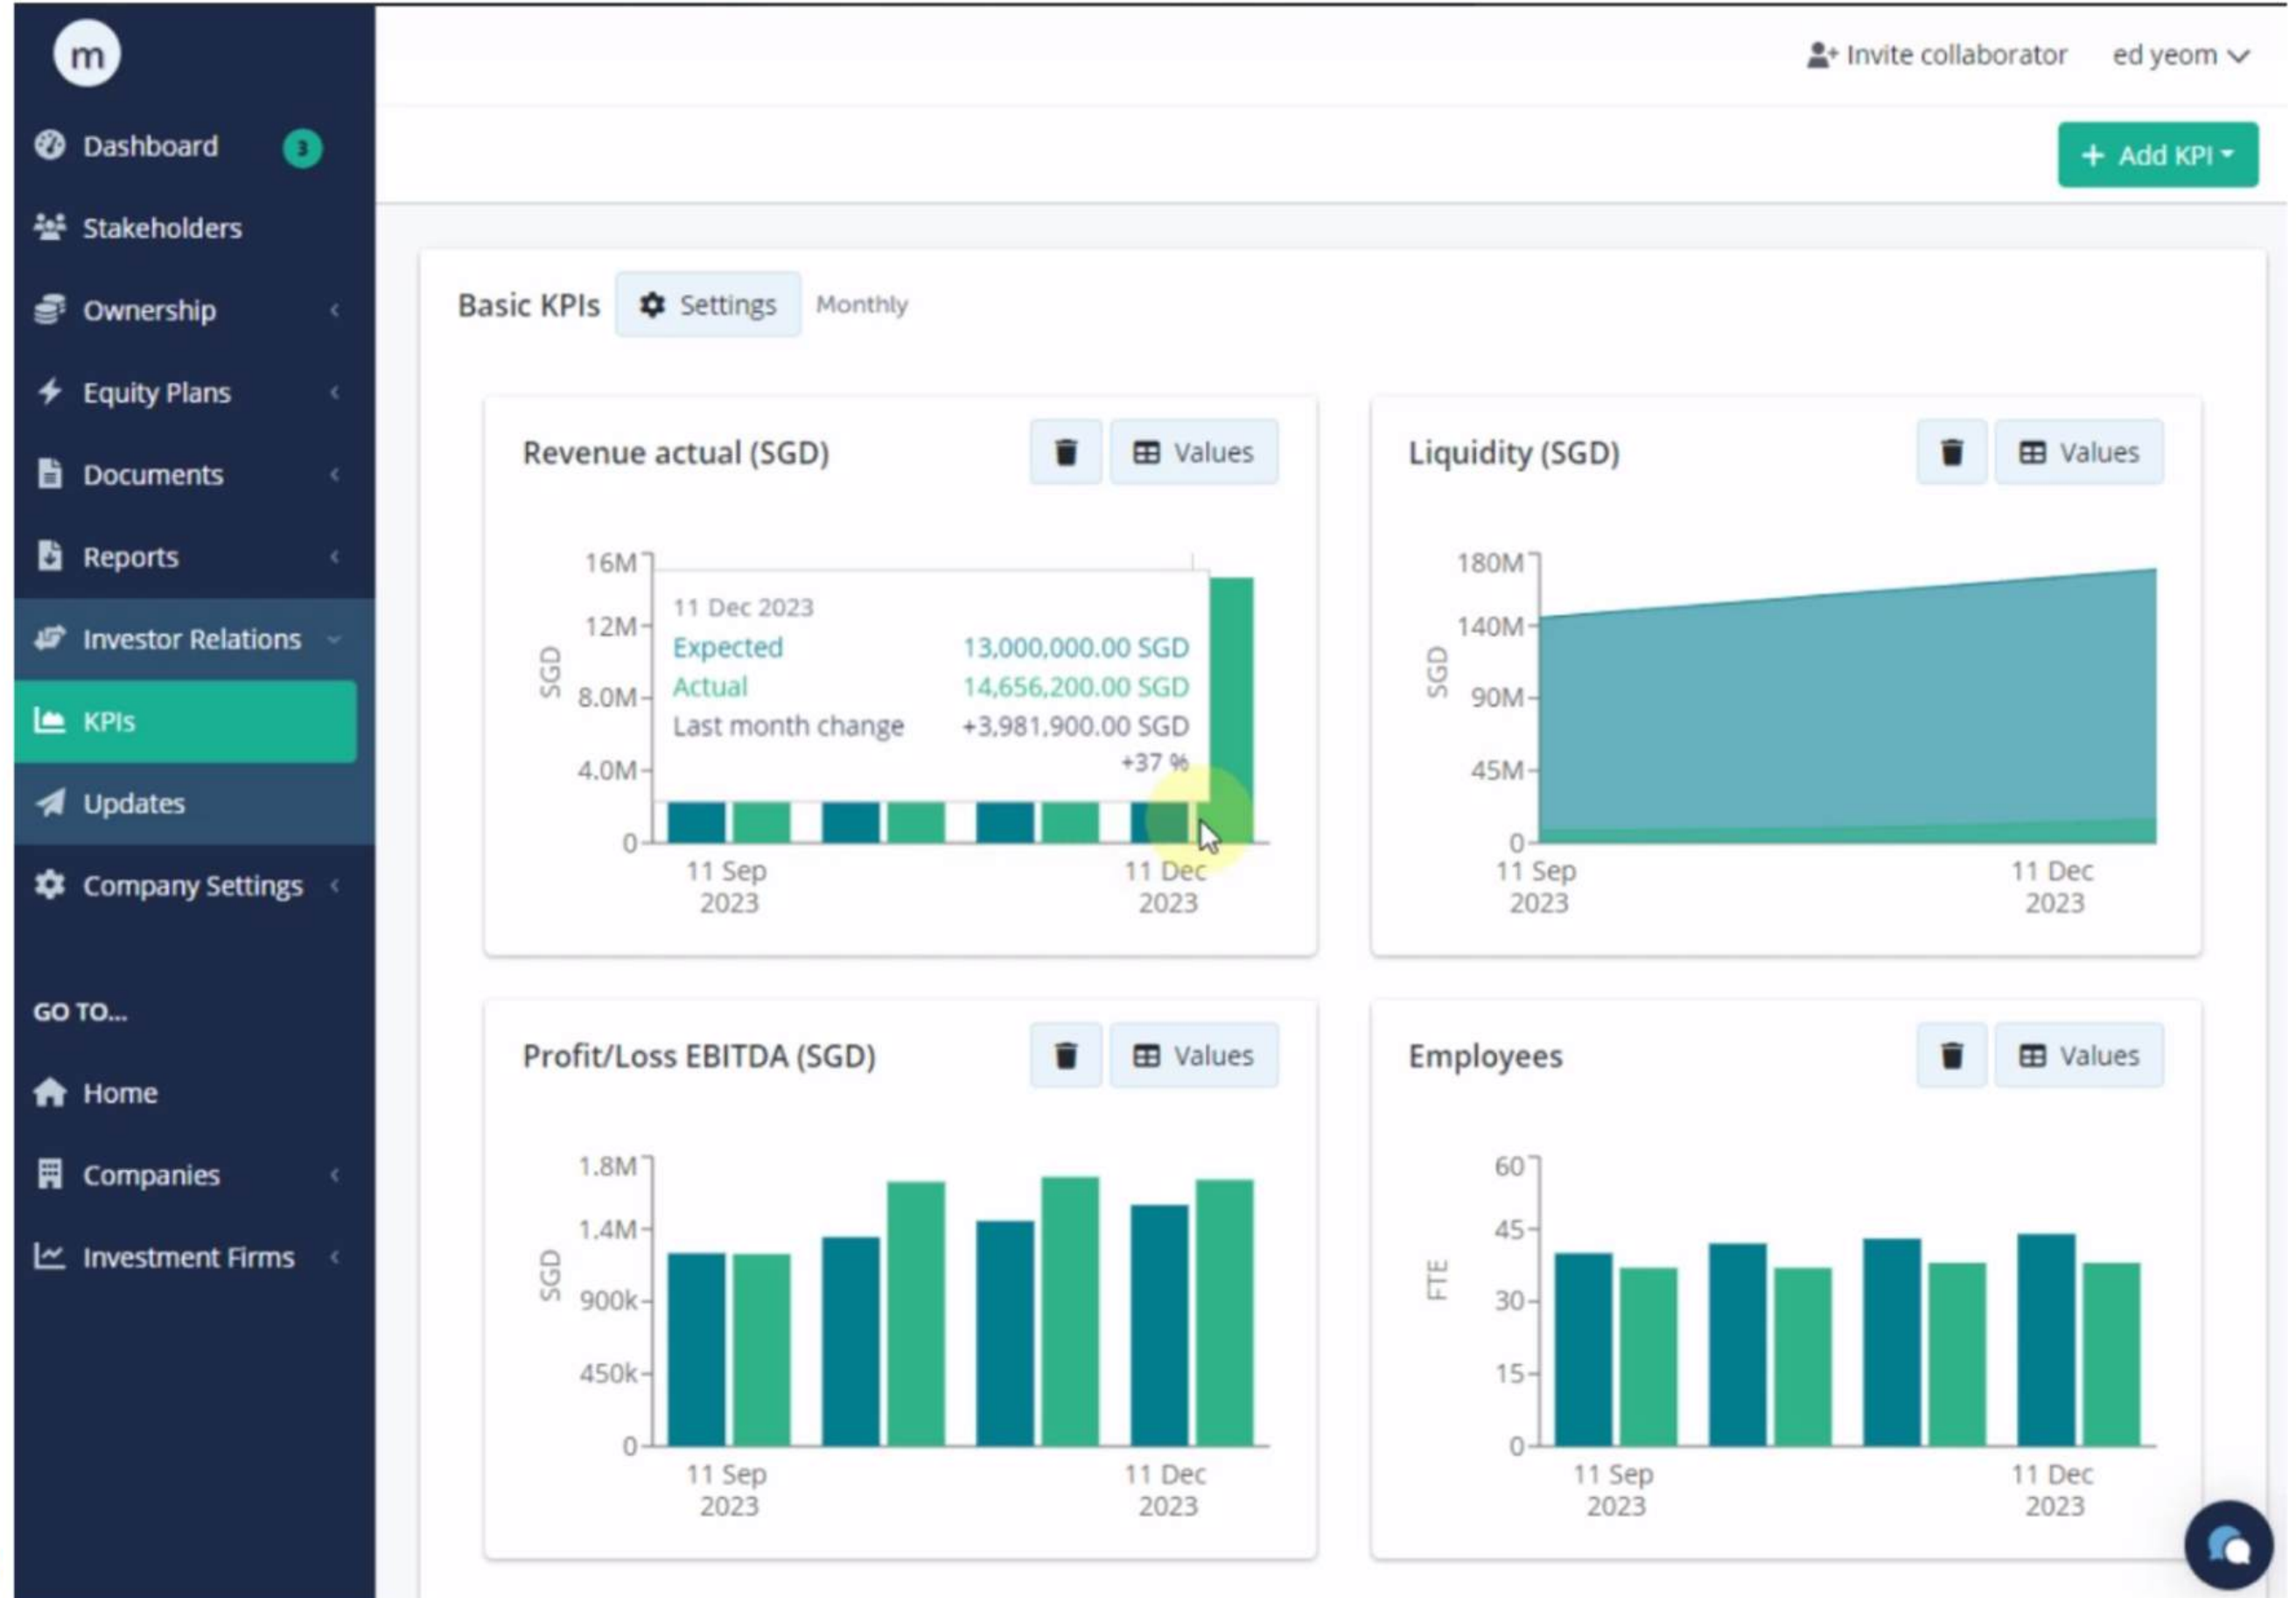 m
Invite collaborator
ed yeom
Dashboard
3
Stakeholders
Ownership
Equity Plans
Documents
Reports
Investor Relations
KPIs
Updates
Company Settings
GO TO...
Home
Companies
Investment Firms
+ Add KPI
Basic KPIs
Settings
Monthly
Revenue actual (SGD)
Values
SGD
16M
12M
8.0M
4.0M
0
11 Dec 2023
Expected 13,000,000.00 SGD
Actual 14,656,200.00 SGD
Last month change +3,981,900.00 SGD
+37 %
11 Sep
2023
11 Dec
2023
Liquidity (SGD)
Values
SGD
180M
140M
90M
45M
0
11 Sep
2023
11 Dec
2023
Profit/Loss EBITDA (SGD)
Values
SGD
1.8M
1.4M
900k
450k
0
11 Sep
2023
11 Dec
2023
Employees
Values
FTE
60
45
30
15
0
11 Sep
2023
11 Dec
2023